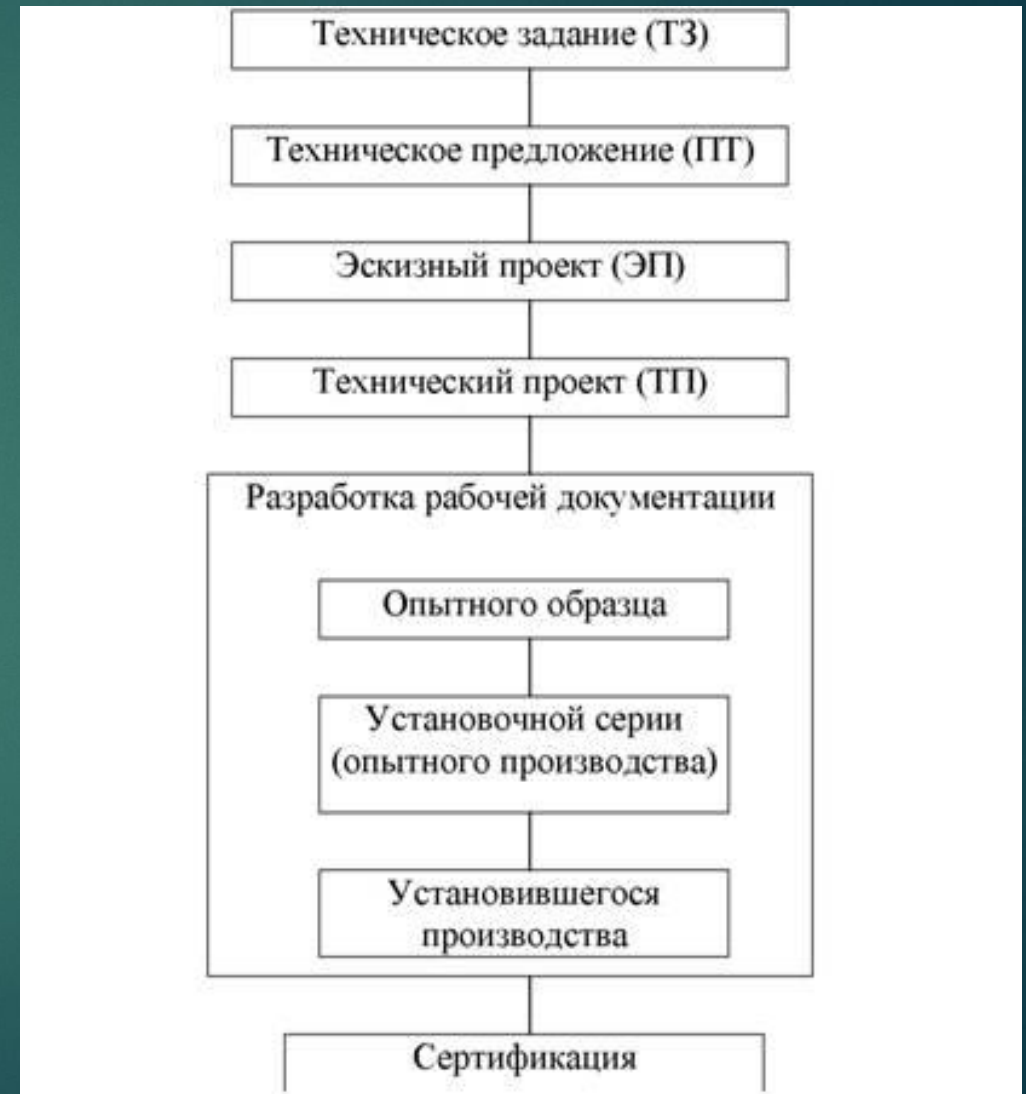 Техническое задание (ТЗ)
Техническое предложение (ПТ)
Эскизный проект (ЭП)
Технический проект (ТП)
Разработка рабочей документации
Опытного образца
Установочной серии
(опытного производства)
Установившегося
производства
Сертификация